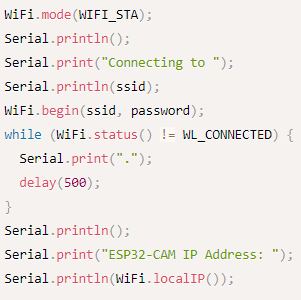 WiFi.mode(WIFI_STA);
Serial.println();
Serial.print("Connecting to ");
Serial.println(ssid);
WiFi.begin(ssid, password);
while (WiFi.status() != WL_CONNECTED) {
  Serial.print(".");
  delay(500);
}
Serial.println();
Serial.print("ESP32-CAM IP Address: ");
Serial.println(WiFi.localIP());